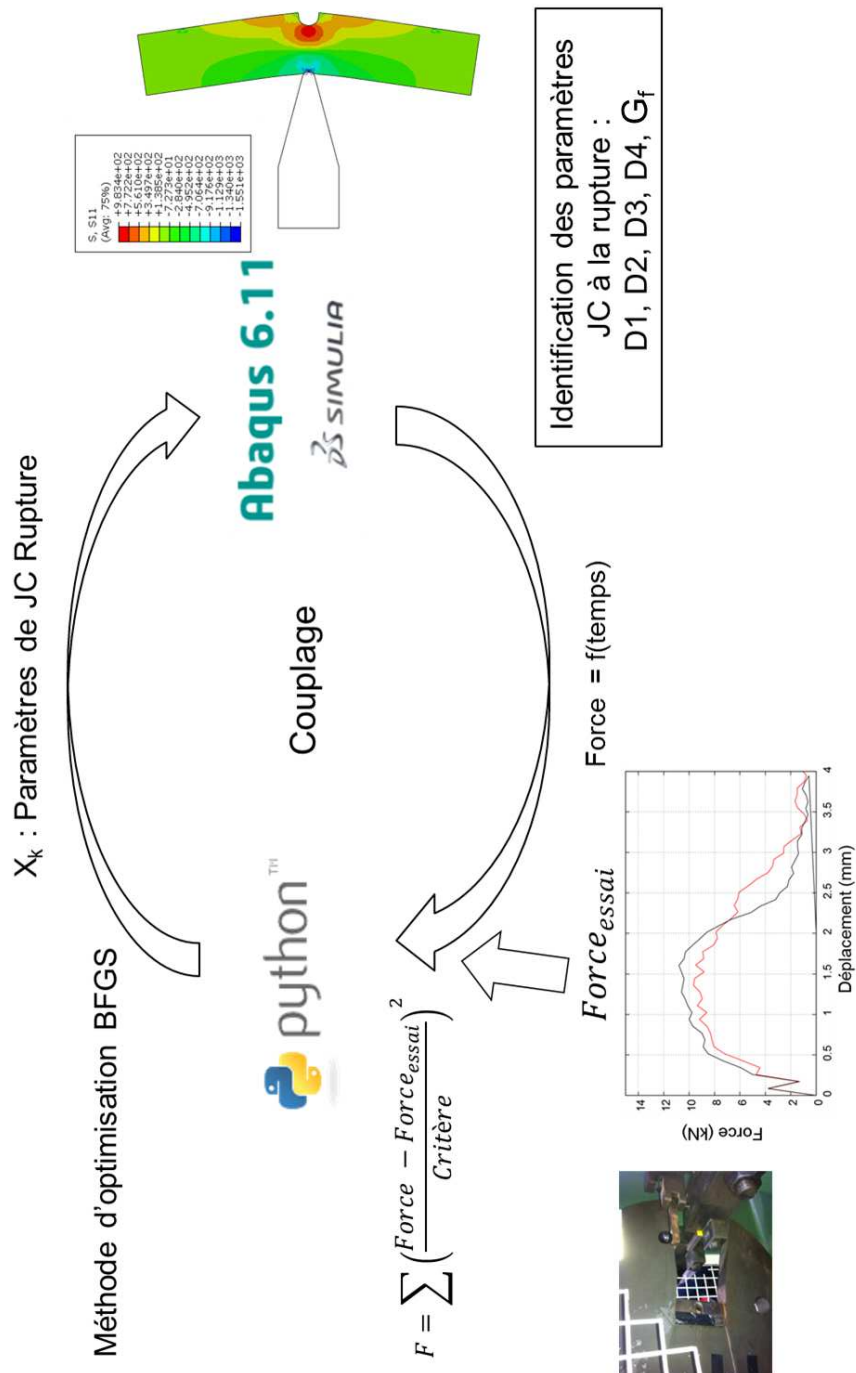 X_k : Paramètres de JC Rupture
Méthode d'optimisation BFGS
python™
Couplage
Abaqus 6.11
DS SIMULIA
S, S11
(Avg: 75%)
+9.834e+02
+7.722e+02
+5.610e+02
+3.497e+02
+1.385e+02
-7.273e+01
-2.840e+02
-4.952e+02
-7.064e+02
-9.176e+02
-1.129e+03
-1.340e+03
-1.551e+03
F = ∑ (Force − Force_essai / Critère)²
Force = f(temps)
Force_essai
Force (kN)
14
12
10
8
6
4
2
0
0 0.5 1 1.5 2 2.5 3 3.5 4
Déplacement (mm)
Identification des paramètres
JC à la rupture :
D1, D2, D3, D4, G_f